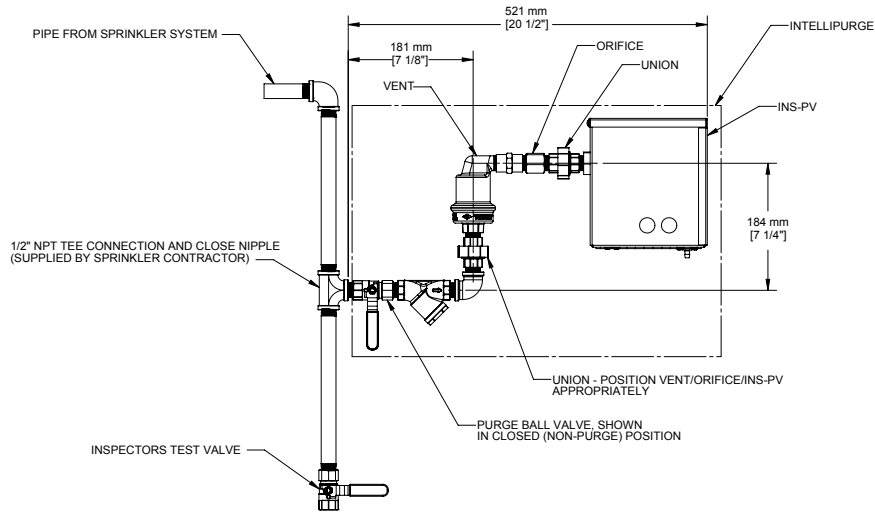 521 mm
[20 1/2"]
PIPE FROM SPRINKLER SYSTEM
INTELLIPURGE
181 mm
[7 1/8"]
ORIFICE
UNION
VENT
INS-PV
184 mm
[7 1/4"]
1/2" NPT TEE CONNECTION AND CLOSE NIPPLE
(SUPPLIED BY SPRINKLER CONTRACTOR)
UNION - POSITION VENT/ORIFICE/INS-PV
APPROPRIATELY
PURGE BALL VALVE, SHOWN
IN CLOSED (NON-PURGE) POSITION
INSPECTORS TEST VALVE